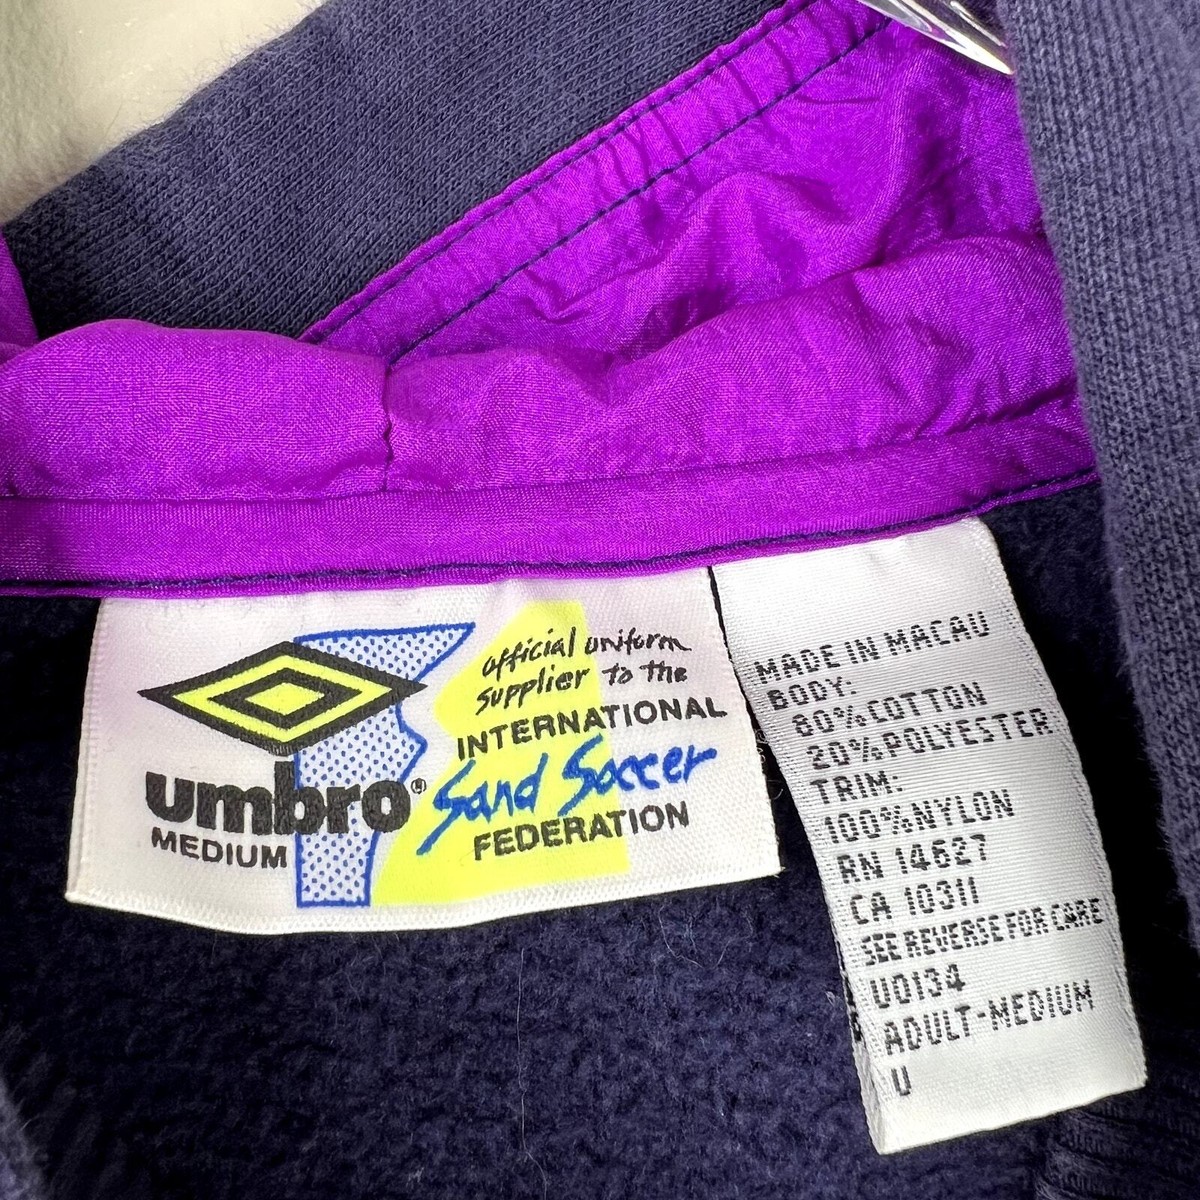 umbro®
MEDIUM
official uniform
supplier to the
INTERNATIONAL
Sand Soccer
FEDERATION
MADE IN MACAU
BODY:
80% COTTON
20% POLYESTER
TRIM:
100% NYLON
RN 14627
CA 10311
SEE REVERSE FOR CARE
U0134
ADULT-MEDIUM
U